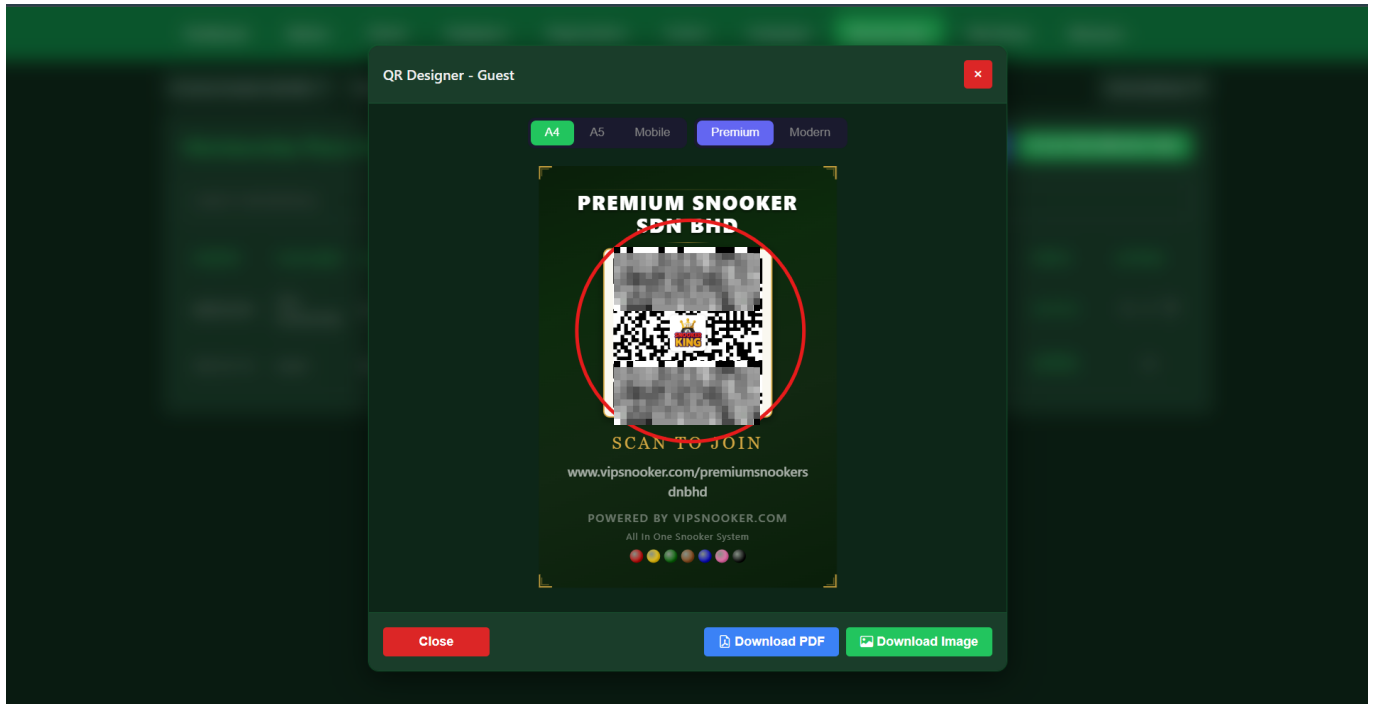 QR Designer - Guest
×
A4 A5 Mobile Premium Modern
PREMIUM SNOOKER
SDN BHD
SNOOKER
KING
SCAN TO JOIN
www.vipsnooker.com/premiumsnookers
dnbhd
POWERED BY VIPSNOOKER.COM
All In One Snooker System
Close Download PDF Download Image